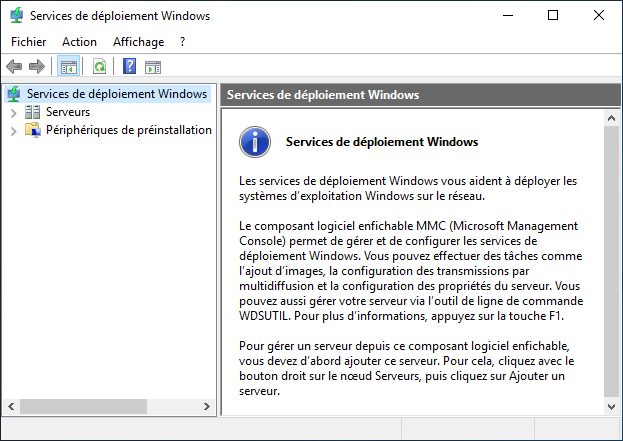 Services de déploiement Windows
Fichier Action Affichage ?
Services de déploiement Windows
Serveurs
Périphériques de préinstallation
Services de déploiement Windows
Services de déploiement Windows
Les services de déploiement Windows vous aident à déployer les
systèmes d'exploitation Windows sur le réseau.
Le composant logiciel enfichable MMC (Microsoft Management
Console) permet de gérer et de configurer les services de
déploiement Windows. Vous pouvez effectuer des tâches comme
l'ajout d'images, la configuration des transmissions par
multidiffusion et la configuration des propriétés du serveur. Vous
pouvez aussi gérer votre serveur via l'outil de ligne de commande
WDSUTIL. Pour plus d'informations, appuyez sur la touche F1.
Pour gérer un serveur depuis ce composant logiciel enfichable,
vous devez d'abord ajouter ce serveur. Pour cela, cliquez avec le
bouton droit sur le nœud Serveurs, puis cliquez sur Ajouter un
serveur.